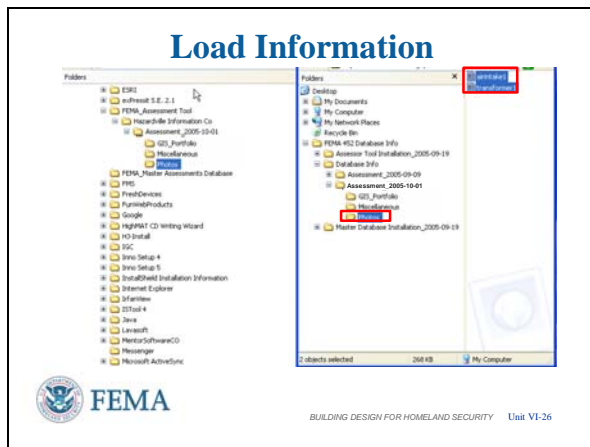 Load Information
Folders
ESRI
exPressit S.E. 2.1
FEMA_Assessment Tool
Hazardville Information Co
Assessment_2005-10-01
GIS_Portfolio
Miscellaneous
Photos
FEMA_Master Assessments Database
FMS
FreshDevices
FunWebProducts
Google
HighMAT CD Writing Wizard
H3-Install
IGC
Inno Setup 4
Inno Setup 5
InstallShield Installation Information
Internet Explorer
IrfanView
ISTool 4
Java
Lavasoft
MentorSoftwareCO
Messenger
Microsoft ActiveSync
Folders
Desktop
My Documents
My Computer
My Network Places
Recycle Bin
FEMA 452 Database Info
Assessor Tool Installation_2005-09-19
Database Info
Assessment_2005-09-09
Assessment_2005-10-01
GIS_Portfolio
Miscellaneous
Photos
Master Database Installation_2005-09-19
airintake1
transformer1
2 objects selected
268 KB
My Computer
FEMA
BUILDING DESIGN FOR HOMELAND SECURITY Unit VI-26